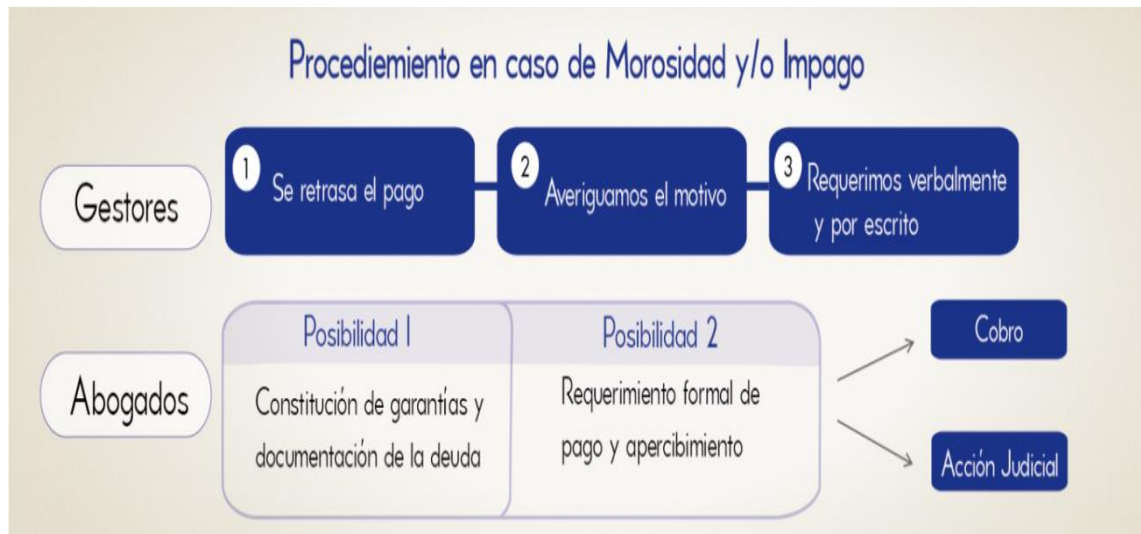 Procediemiento en caso de Morosidad y/o Impago
Gestores
1
Se retrasa el pago
2
Averiguamos el motivo
3
Requerimos verbalmente
y por escrito
Abogados
Posibilidad 1
Constitución de garantías y
documentación de la deuda
Posibilidad 2
Requerimiento formal de
pago y apercibimiento
Cobro
Acción Judicial